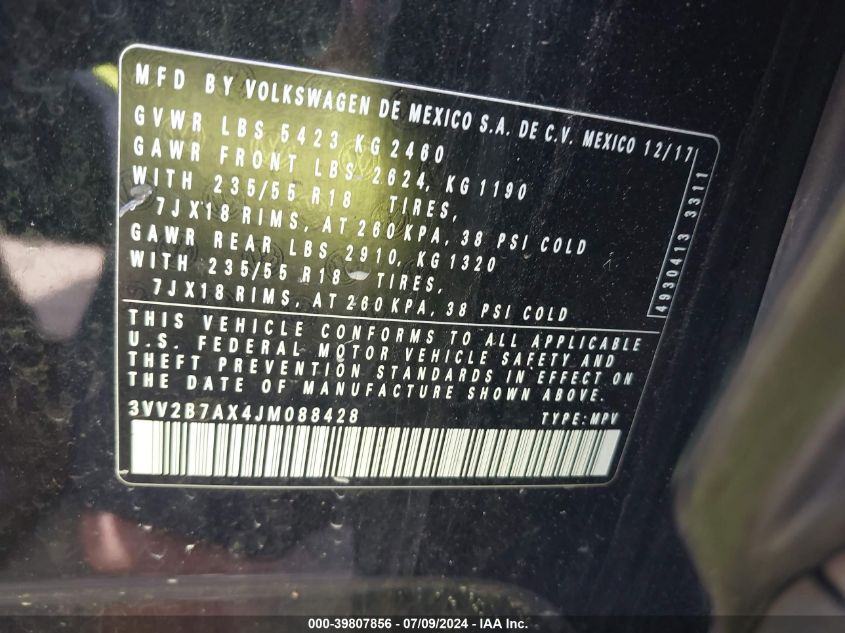 MFD BY VOLKSWAGEN DE MEXICO S.A. DE C.V. MEXICO 12/17
GVWR LBS 5423 KG 2460
GAWR FRONT LBS 2624, KG 1190
WITH 235/55 R18 TIRES,
7JX18 RIMS, AT 260 KPA, 38 PSI COLD
GAWR REAR LBS 2910, KG 1320
WITH 235/55 R18 TIRES,
7JX18 RIMS, AT 260 KPA, 38 PSI COLD
4930413 3311
THIS VEHICLE CONFORMS TO ALL APPLICABLE
U.S. FEDERAL MOTOR VEHICLE SAFETY AND
THEFT PREVENTION STANDARDS IN EFFECT ON
THE DATE OF MANUFACTURE SHOWN ABOVE.
3VV2B7AX4JM088428 TYPE: MPV
000-39807856 - 07/09/2024 - IAA Inc.